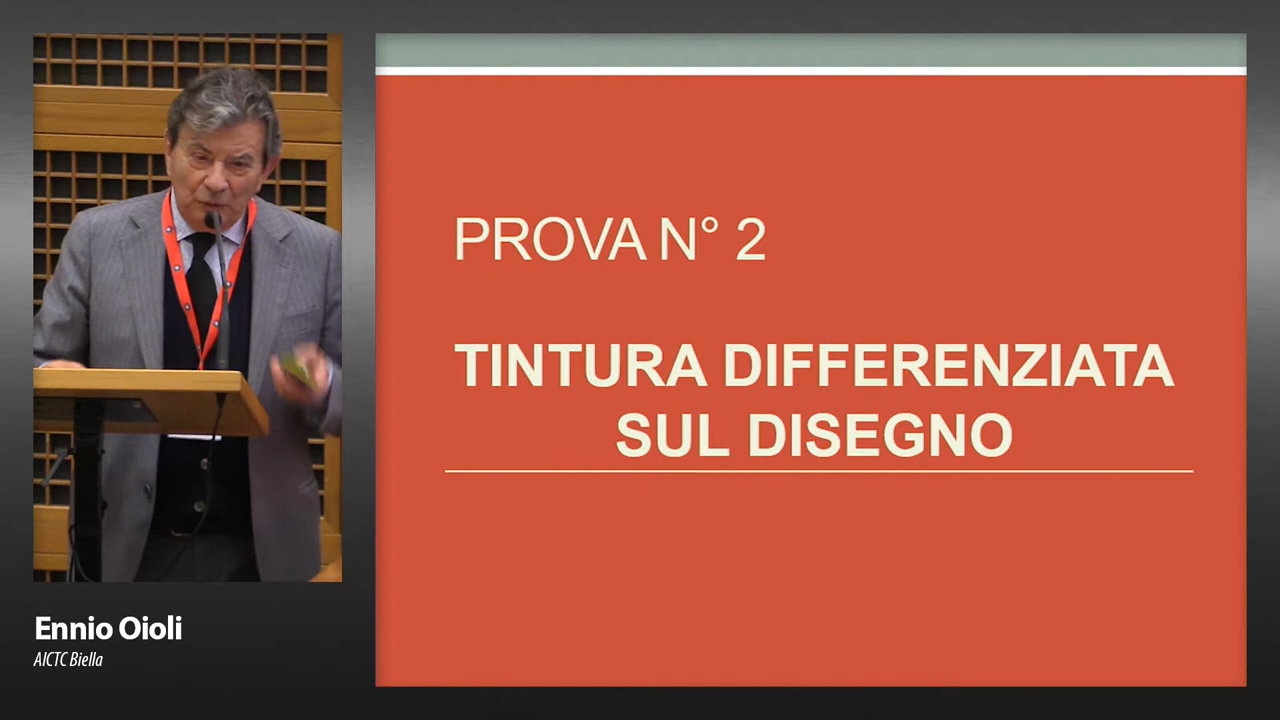 PROVA N° 2
TINTURA DIFFERENZIATA
SUL DISEGNO
Ennio Oioli
AICTC Biella